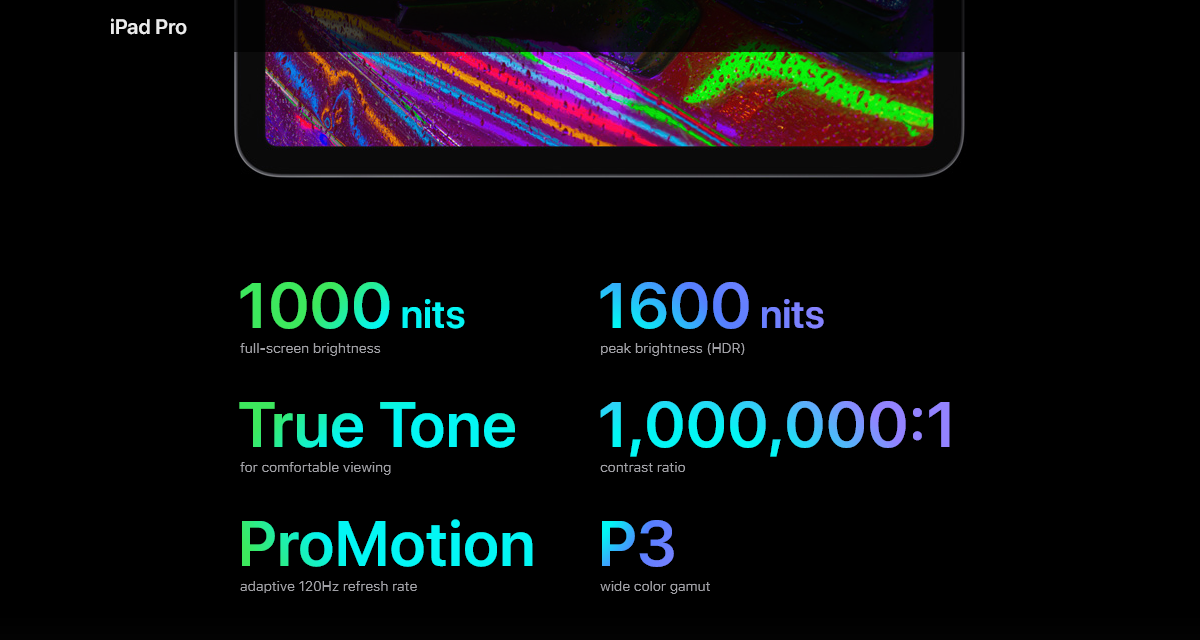 iPad Pro
1000 nits
full-screen brightness
1600 nits
peak brightness (HDR)
True Tone
for comfortable viewing
1,000,000:1
contrast ratio
ProMotion
adaptive 120Hz refresh rate
P3
wide color gamut